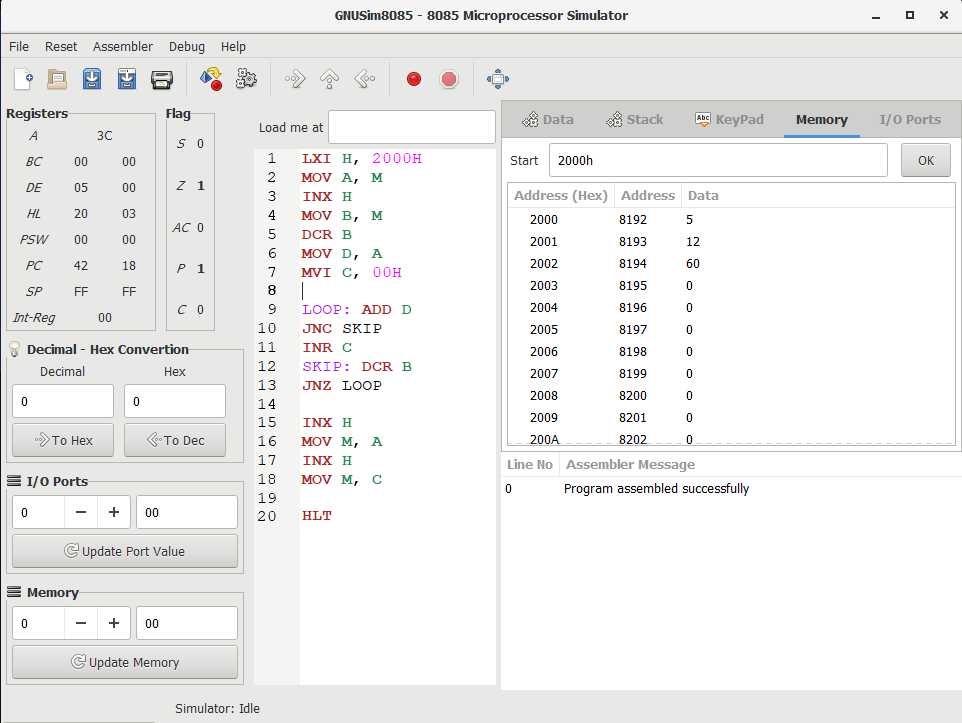 GNUSim8085 - 8085 Microprocessor Simulator
File Reset Assembler Debug Help
Registers
A 3C
BC 00 00
DE 05 00
HL 20 03
PSW 00 00
PC 42 18
SP FF FF
Int-Reg 00
Flag
S 0
Z 1
AC 0
P 1
C 0
Decimal - Hex Convertion
Decimal Hex
0 0
To Hex To Dec
I/O Ports
0 − + 00
Update Port Value
Memory
0 − + 00
Update Memory
Load me at
1 LXI H, 2000H
2 MOV A, M
3 INX H
4 MOV B, M
5 DCR B
6 MOV D, A
7 MVI C, 00H
8
9 LOOP: ADD D
10 JNC SKIP
11 INR C
12 SKIP: DCR B
13 JNZ LOOP
14
15 INX H
16 MOV M, A
17 INX H
18 MOV M, C
19
20 HLT
Data Stack Abc KeyPad Memory I/O Ports
Start 2000h OK
Address (Hex) Address Data
2000 8192 5
2001 8193 12
2002 8194 60
2003 8195 0
2004 8196 0
2005 8197 0
2006 8198 0
2007 8199 0
2008 8200 0
2009 8201 0
200A 8202 0
Line No Assembler Message
0 Program assembled successfully
Simulator: Idle